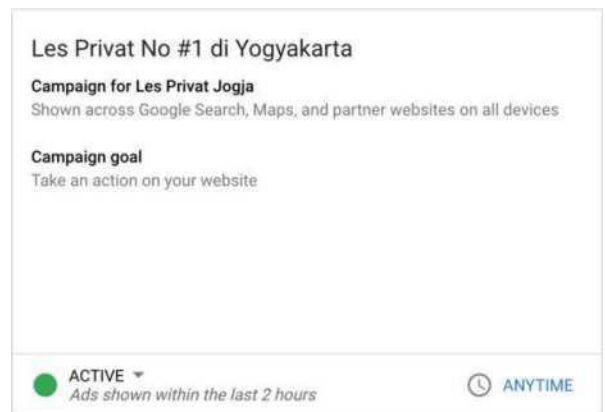 Les Privat No #1 di Yogyakarta
Campaign for Les Privat Jogja
Shown across Google Search, Maps, and partner websites on all devices
Campaign goal
Take an action on your website
ACTIVE
Ads shown within the last 2 hours
ANYTIME